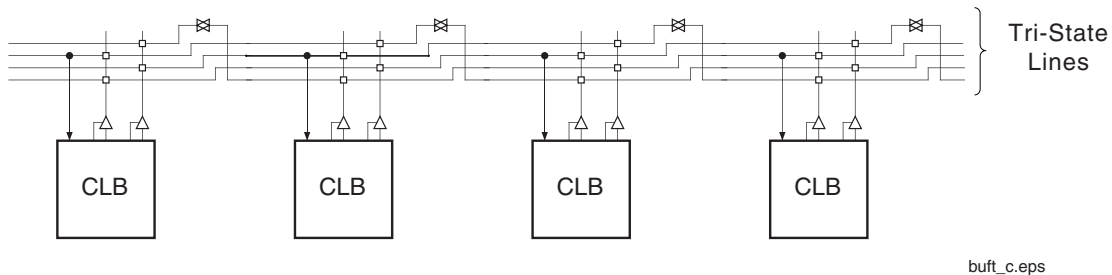 Tri-State
Lines
CLB CLB CLB CLB
buft_c.eps